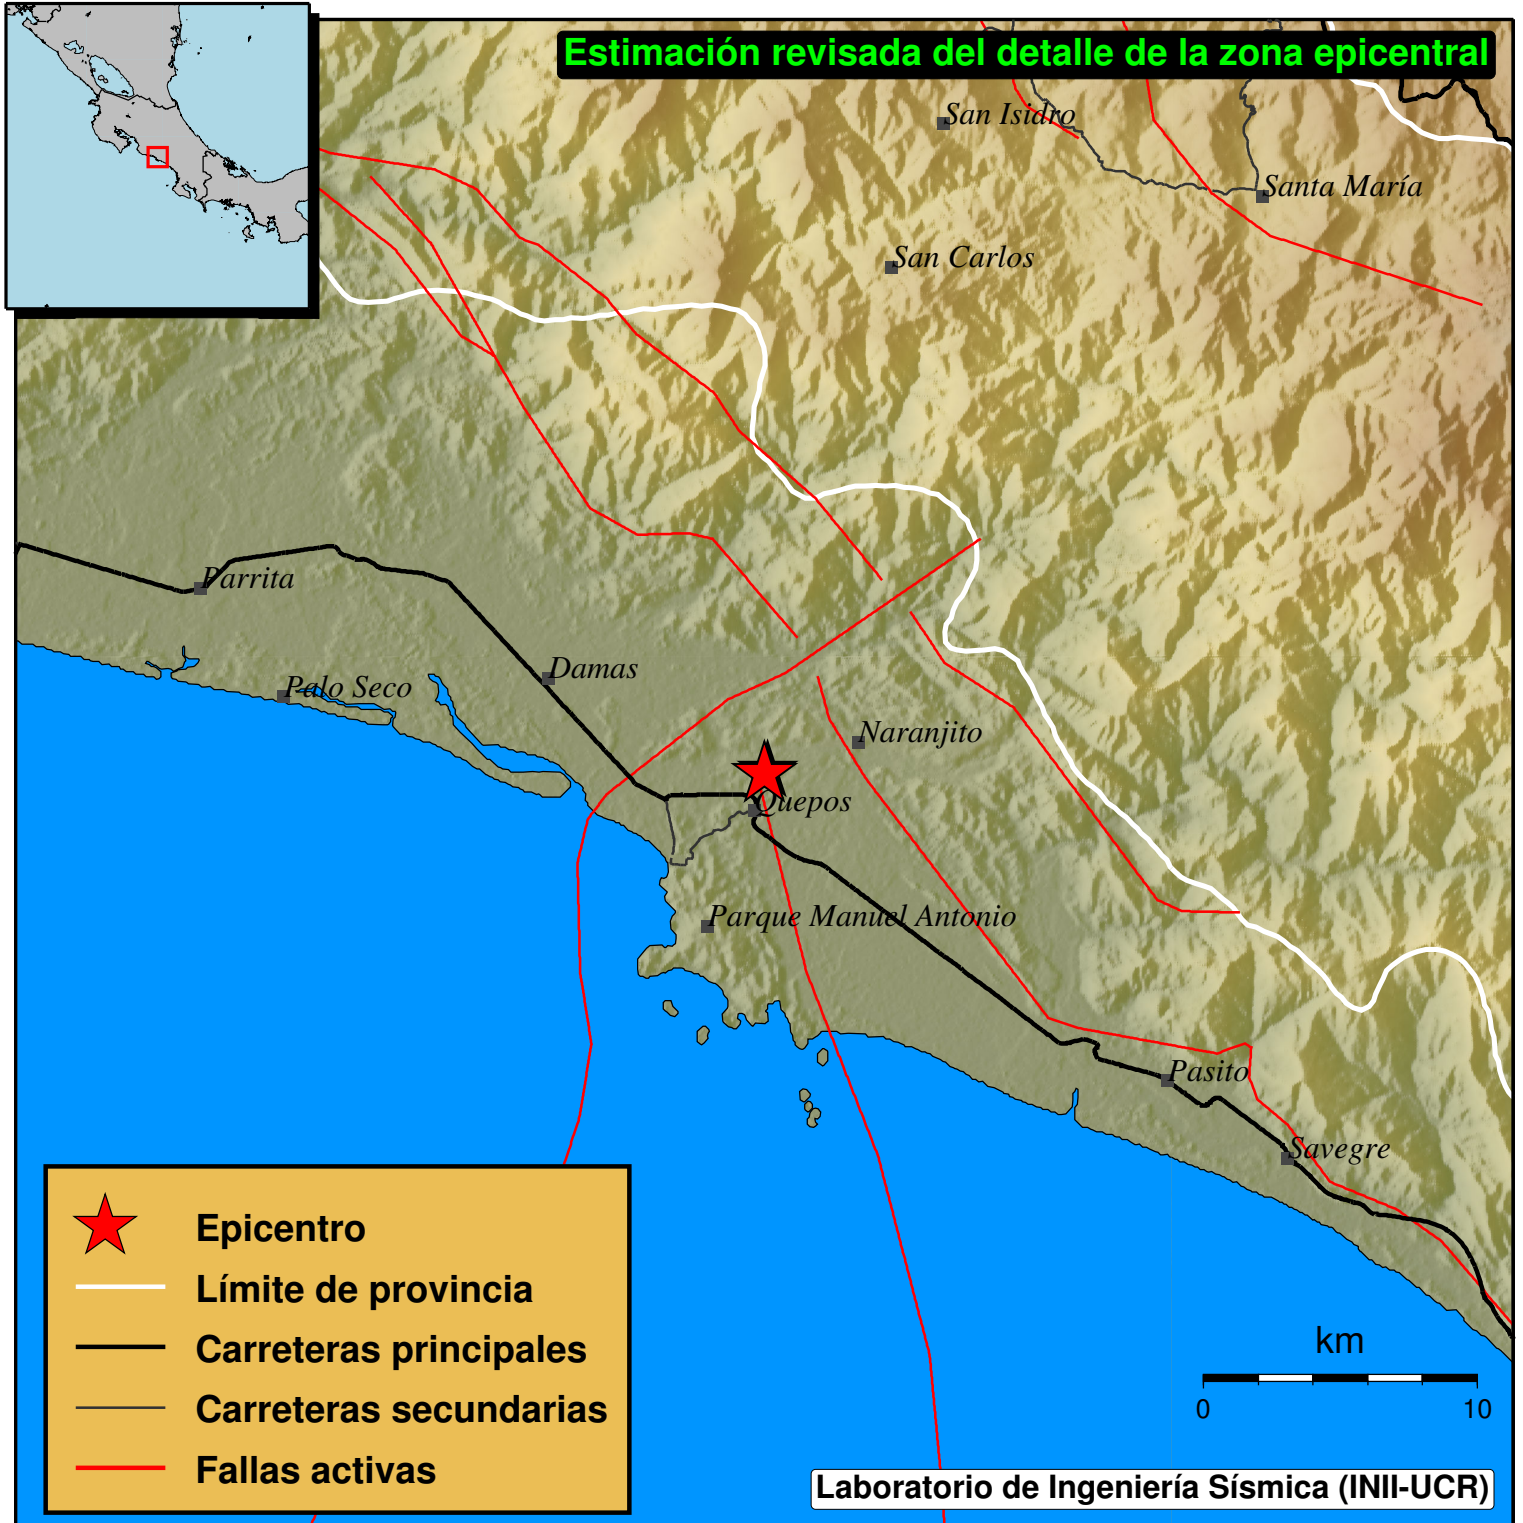 Estimación revisada del detalle de la zona epicentral
San Isidro
Santa María
San Carlos
Parrita
Damas
Palo Seco
Naranjito
Quepos
Parque Manuel Antonio
Pasito
Savegre
Epicentro
Límite de provincia
Carreteras principales
Carreteras secundarias
Fallas activas
km
0 10
Laboratorio de Ingeniería Sísmica (INII-UCR)